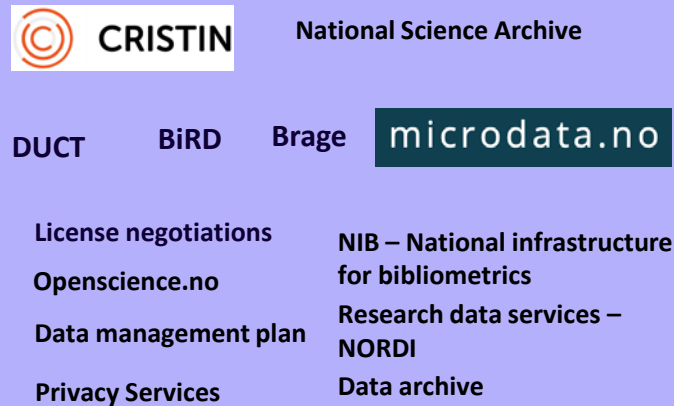 CRISTIN
National Science Archive
DUCT
BiRD
Brage
microdata.no
License negotiations
Openscience.no
Data management plan
Privacy Services
NIB – National infrastructure
for bibliometrics
Research data services –
NORDI
Data archive